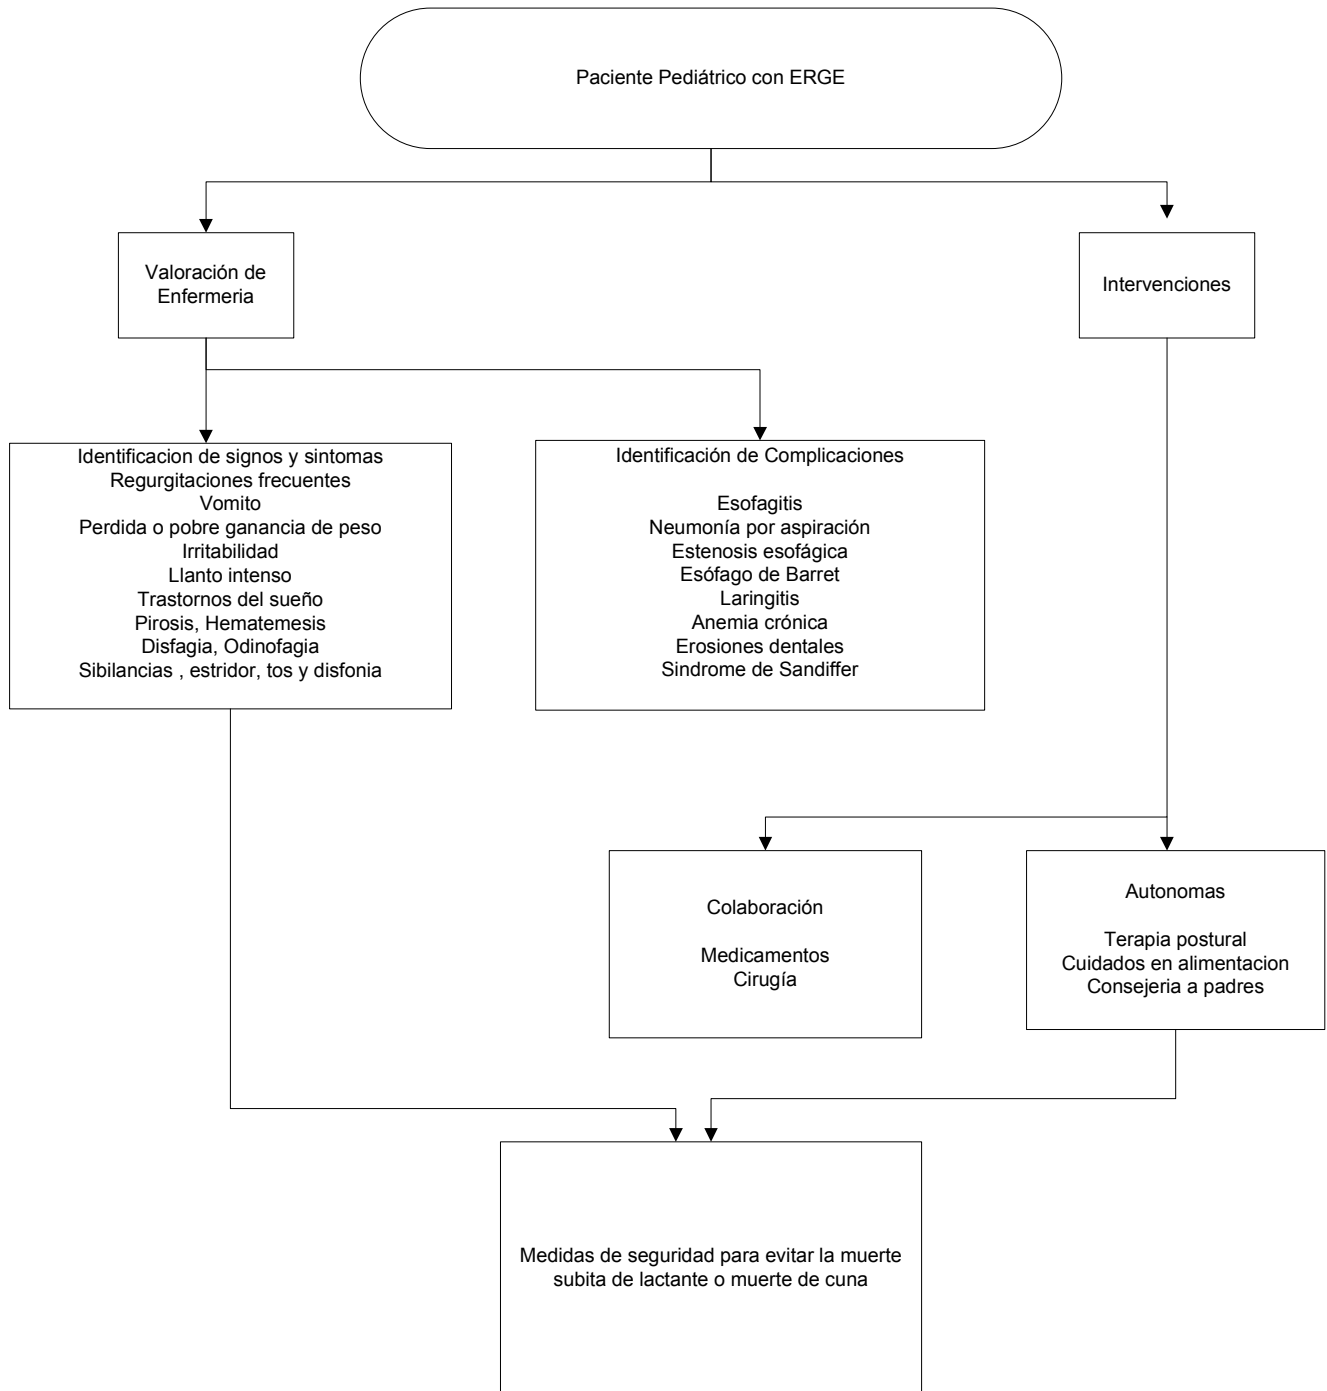 Paciente Pediátrico con ERGE
Valoración de
Enfermeria
Intervenciones
Identificacion de signos y sintomas
Regurgitaciones frecuentes
Vomito
Perdida o pobre ganancia de peso
Irritabilidad
Llanto intenso
Trastornos del sueño
Pirosis, Hematemesis
Disfagia, Odinofagia
Sibilancias , estridor, tos y disfonia
Identificación de Complicaciones
Esofagitis
Neumonía por aspiración
Estenosis esofágica
Esófago de Barret
Laringitis
Anemia crónica
Erosiones dentales
Sindrome de Sandiffer
Colaboración
Medicamentos
Cirugía
Autonomas
Terapia postural
Cuidados en alimentacion
Consejeria a padres
Medidas de seguridad para evitar la muerte
subita de lactante o muerte de cuna